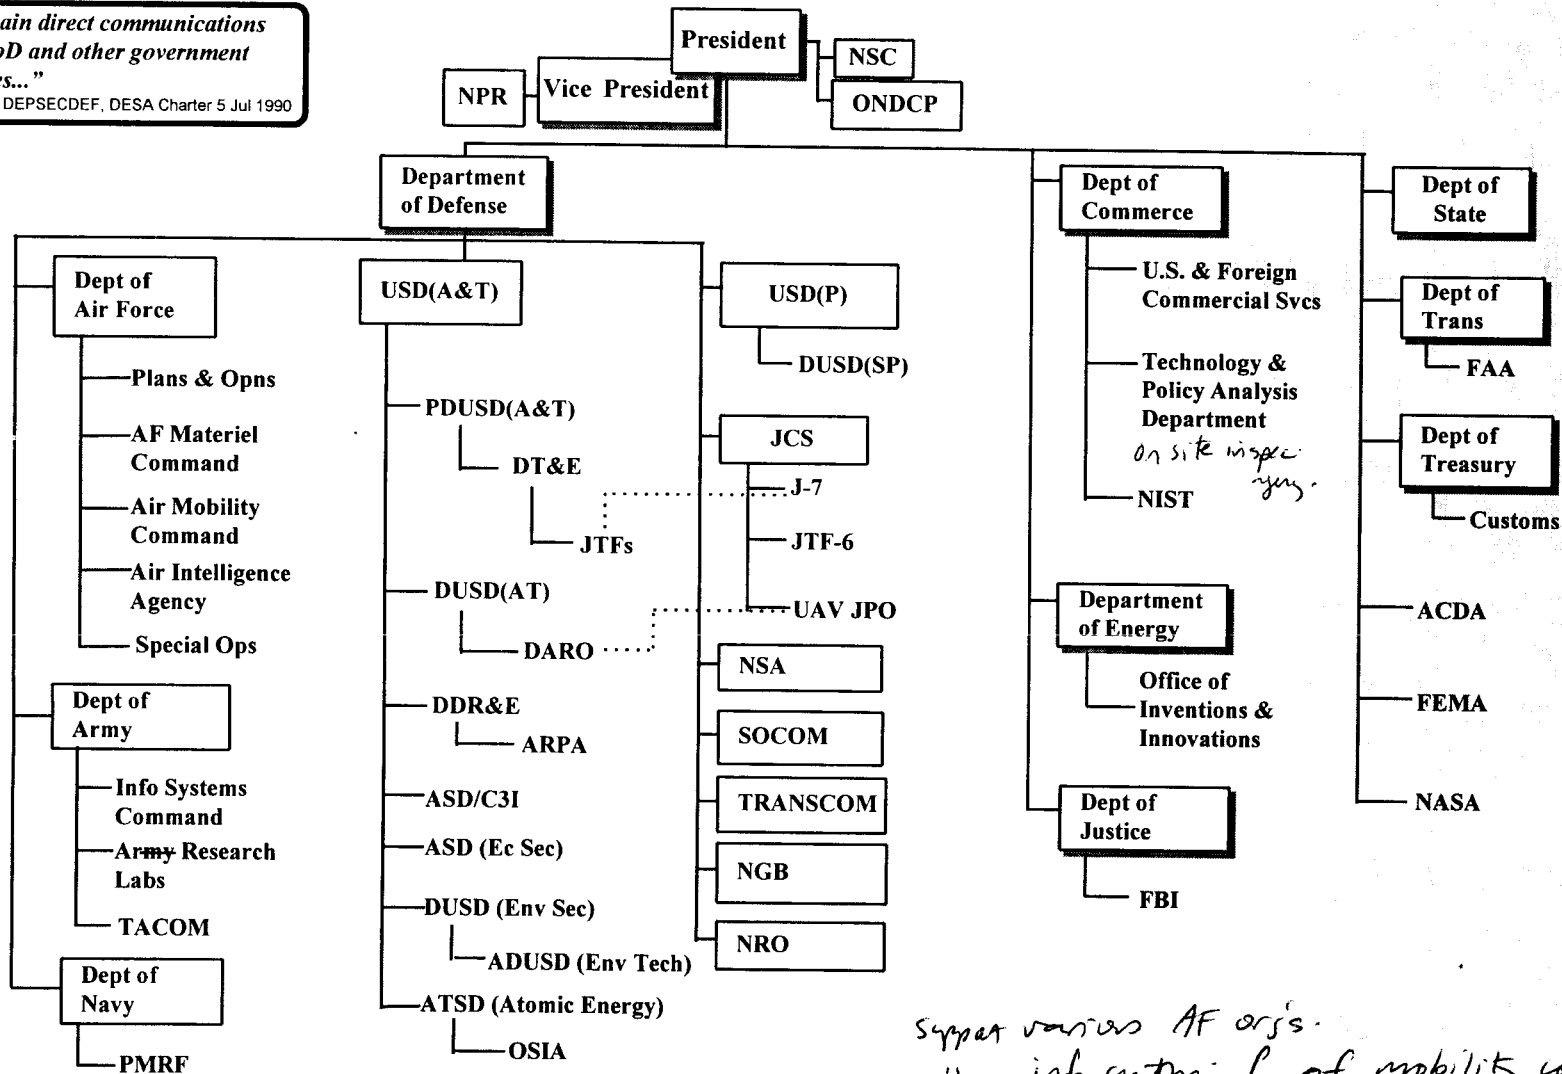 ain direct communications
oD and other government
es...”
DEPSECDEF, DESA Charter 5 Jul 1990
President
NSC
ONDCP
Vice President
NPR
Department
of Defense
Dept of
Air Force
Plans & Opns
AF Materiel
Command
Air Mobility
Command
Air Intelligence
Agency
Special Ops
Dept of
Army
Info Systems
Command
Army Research
Labs
TACOM
Dept of
Navy
PMRF
USD(A&T)
PDUSD(A&T)
DT&E
JTFs
DUSD(AT)
DARO
DDR&E
ARPA
ASD/C3I
ASD (Ec Sec)
DUSD (Env Sec)
ADUSD (Env Tech)
ATSD (Atomic Energy)
OSIA
USD(P)
DUSD(SP)
JCS
J-7
JTF-6
UAV JPO
NSA
SOCOM
TRANSCOM
NGB
NRO
Dept of
Commerce
U.S. & Foreign
Commercial Svcs
Technology &
Policy Analysis
Department
on site inspec
NIST
Department
of Energy
Office of
Inventions &
Innovations
Dept of
Justice
FBI
Dept of
State
Dept of
Trans
FAA
Dept of
Treasury
Customs
ACDA
FEMA
NASA
various AF
of mobility